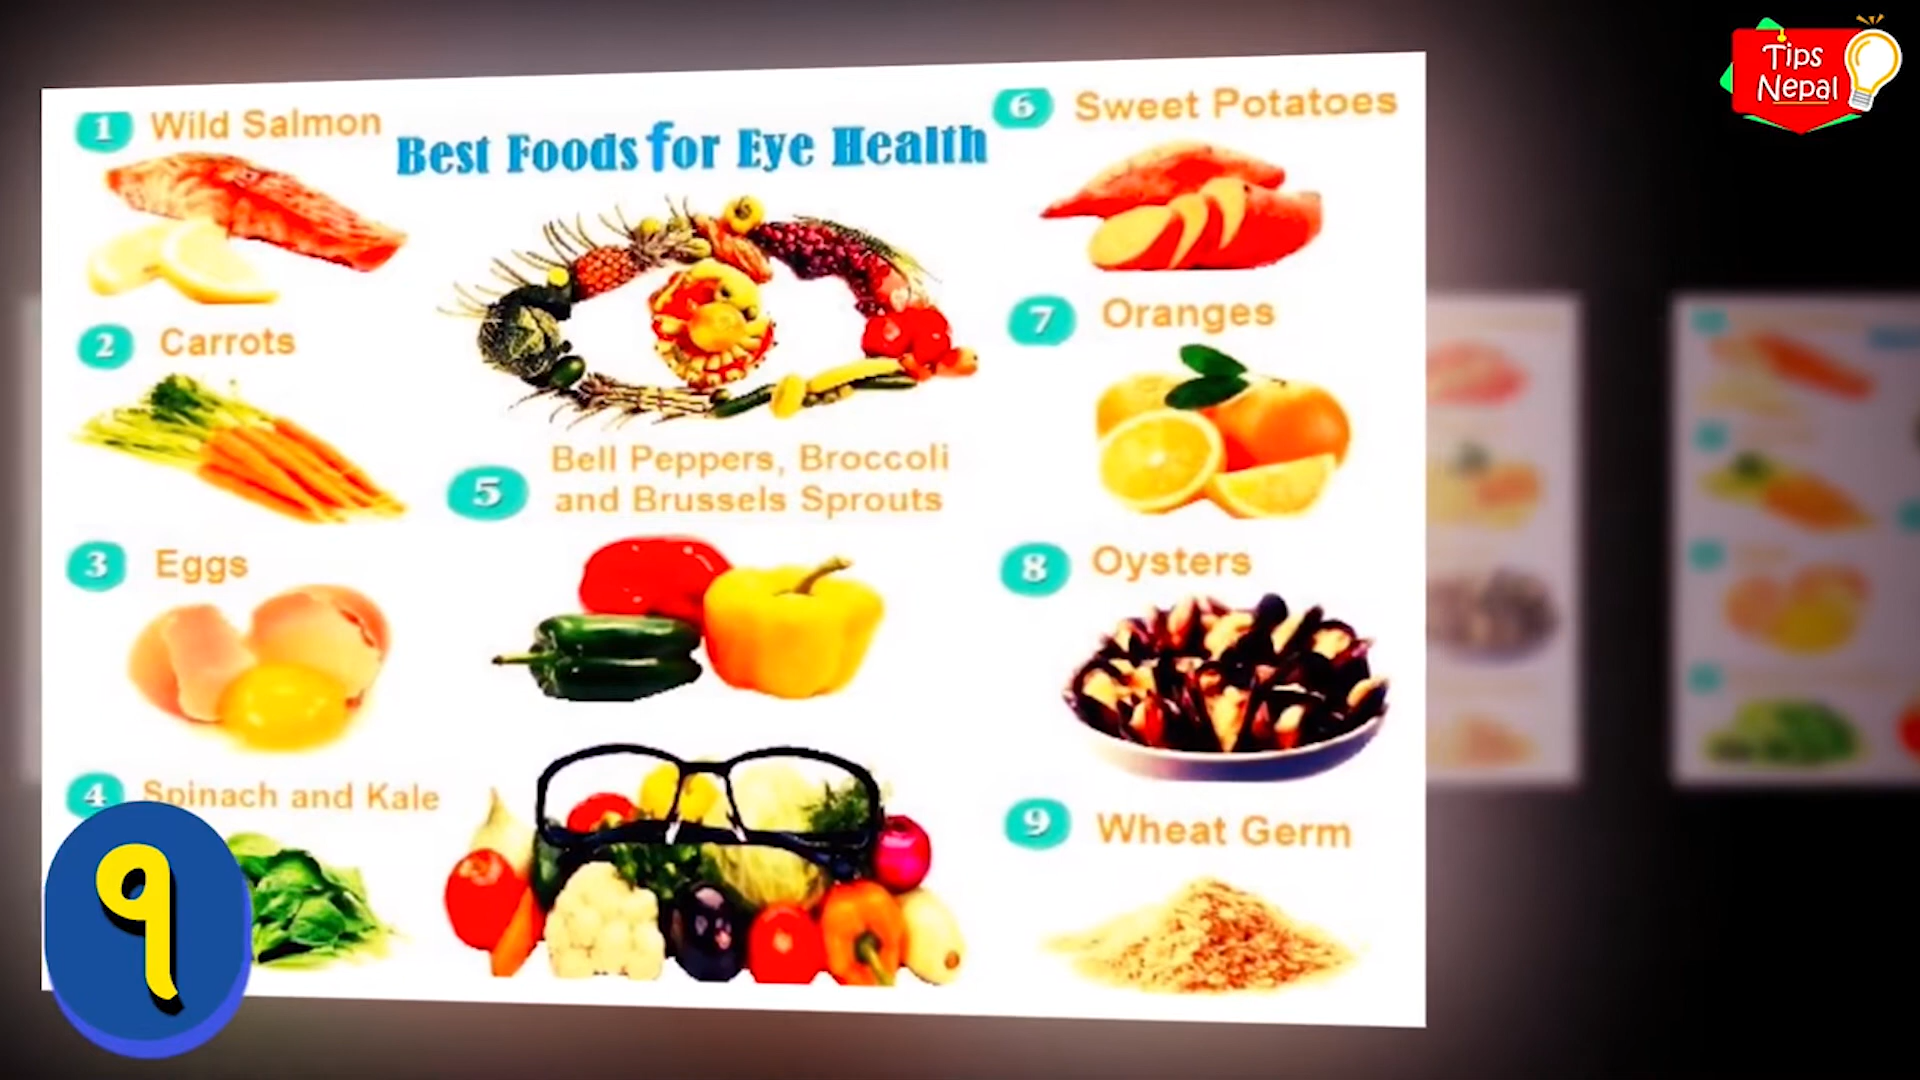 Tips
Nepal
Best Foods for Eye Health
1 Wild Salmon
2 Carrots
3 Eggs
4 Spinach and Kale
5 Bell Peppers, Broccoli
and Brussels Sprouts
6 Sweet Potatoes
7 Oranges
8 Oysters
9 Wheat Germ
१